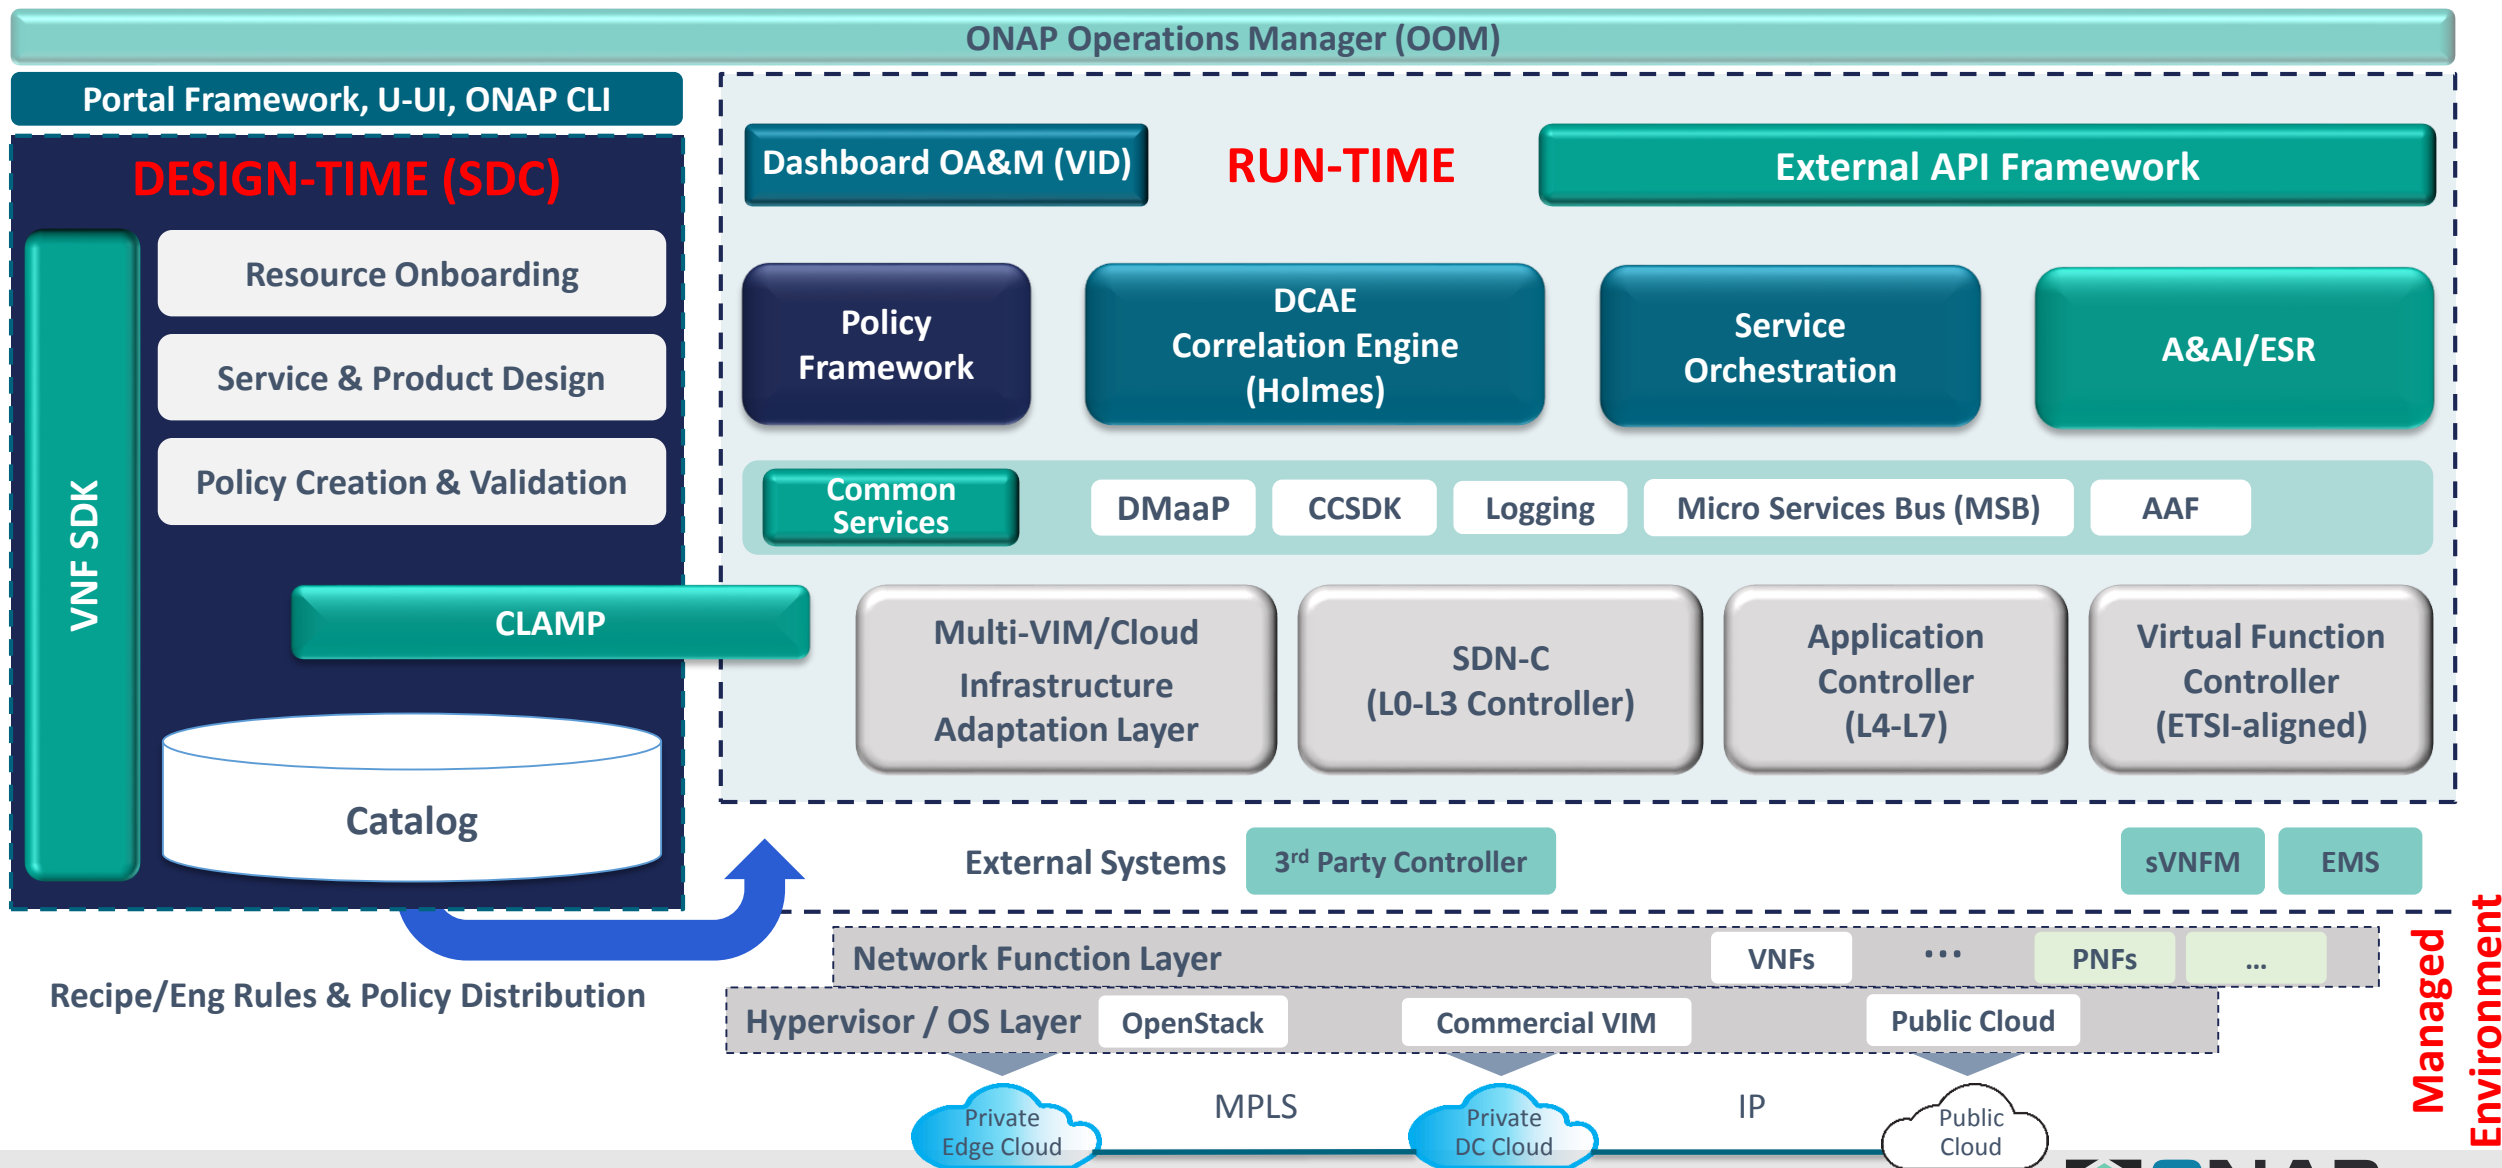 ONAP Operations Manager (OOM)
Portal Framework, U-UI, ONAP CLI
DESIGN-TIME (SDC)
VNF SDK
Resource Onboarding
Service & Product Design
Policy Creation & Validation
CLAMP
Catalog
Recipe/Eng Rules & Policy Distribution
Dashboard OA&M (VID)
RUN-TIME
External API Framework
Policy
Framework
DCAE
Correlation Engine
(Holmes)
Service
Orchestration
A&AI/ESR
Common
Services
DMaaP
CCSDK
Logging
Micro Services Bus (MSB)
AAF
Multi-VIM/Cloud
Infrastructure
Adaptation Layer
SDN-C
(L0-L3 Controller)
Application
Controller
(L4-L7)
Virtual Function
Controller
(ETSI-aligned)
External Systems
3rd Party Controller
sVNFM
EMS
Network Function Layer
VNFs
...
PNFs
...
Hypervisor / OS Layer
OpenStack
Commercial VIM
Public Cloud
Managed
Environment
Private
Edge Cloud
MPLS
Private
DC Cloud
IP
Public
Cloud